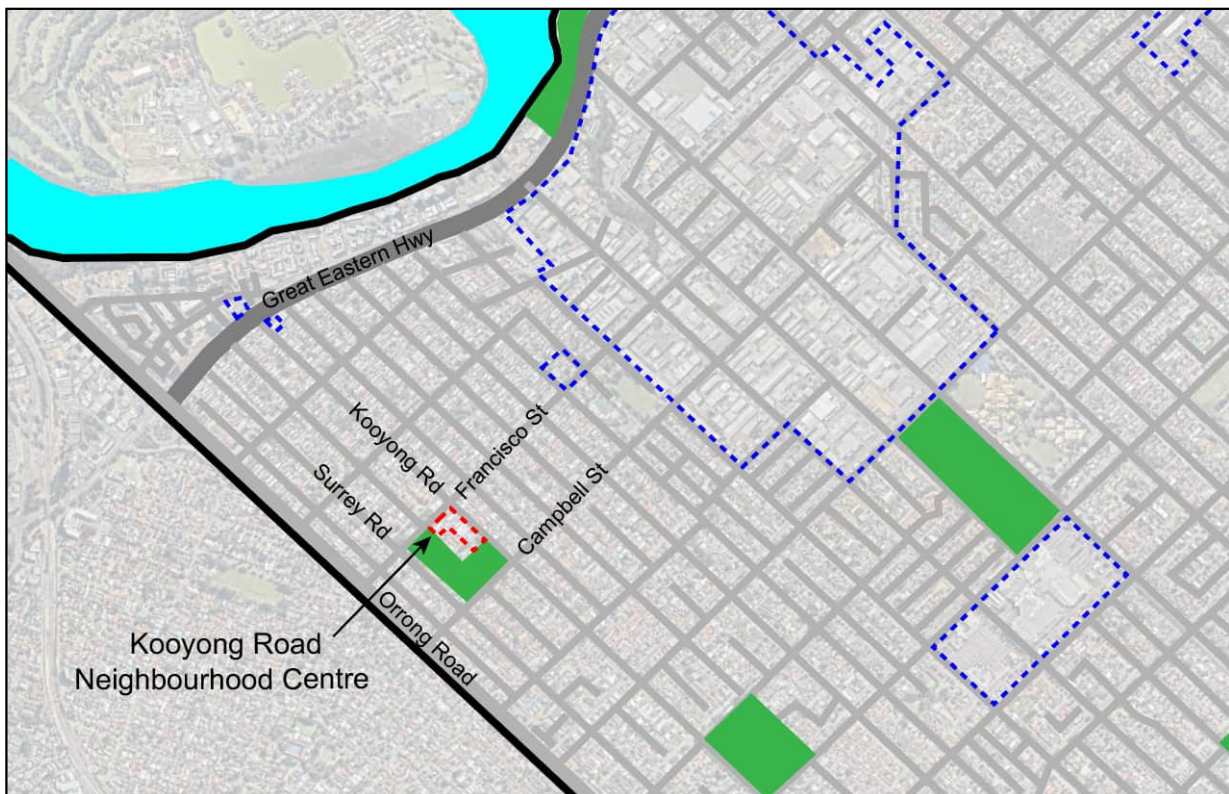 Great Eastern Hwy
Kooyong Rd
Francisco St
Surrey Rd
Campbell St
Orrong Road
Kooyong Road
Neighbourhood Centre